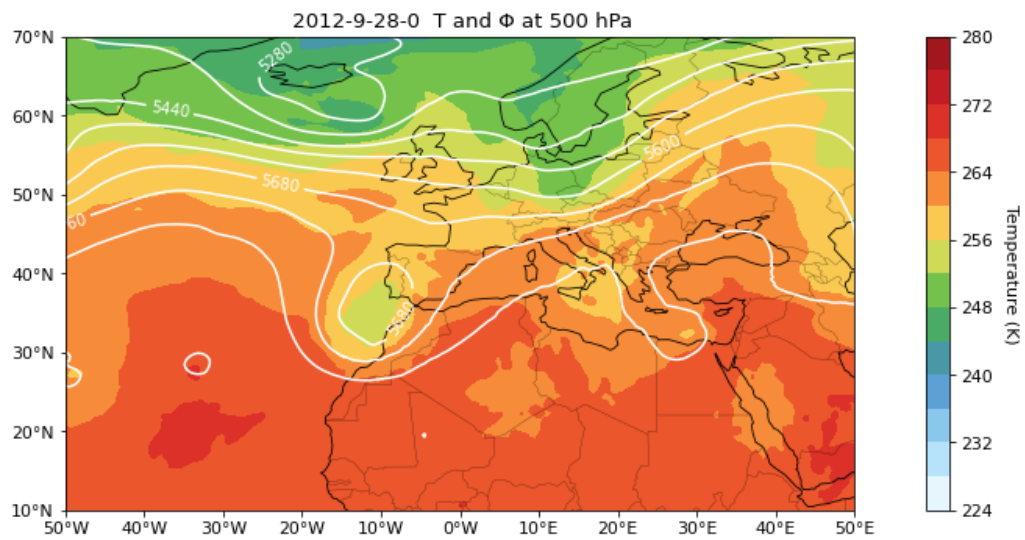 2012-9-28-0 T and Φ at 500 hPa
70°N
60°N
50°N
40°N
30°N
20°N
10°N
50°W
40°W
30°W
20°W
10°W
0°W
10°E
20°E
30°E
40°E
50°E
5280
5440
5600
5680
60
5680
280
272
264
256
248
240
232
224
Temperature (K)